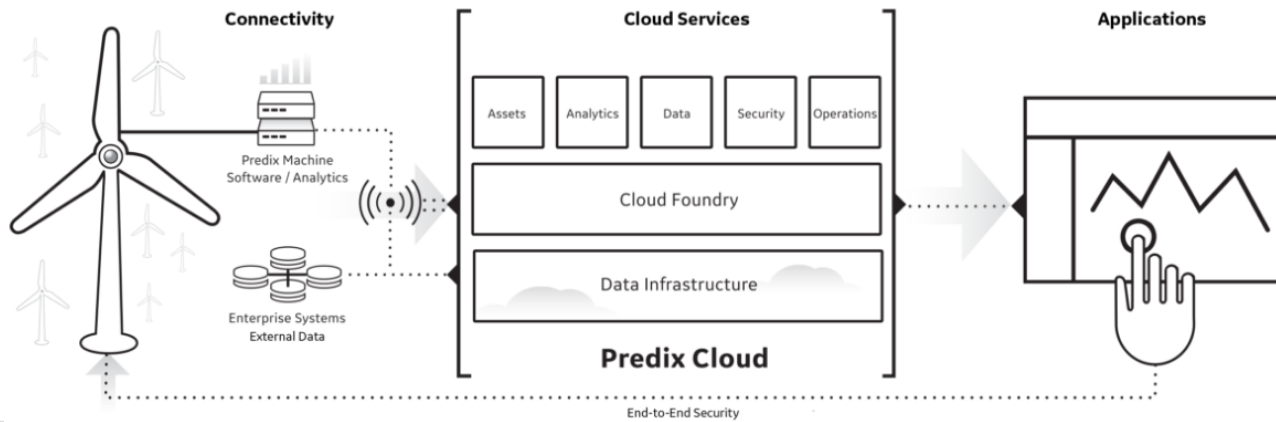 Connectivity
Cloud Services
Applications
Assets
Analytics
Data
Security
Operations
Predix Machine
Software / Analytics
Cloud Foundry
Data Infrastructure
Enterprise Systems
External Data
Predix Cloud
End-to-End Security